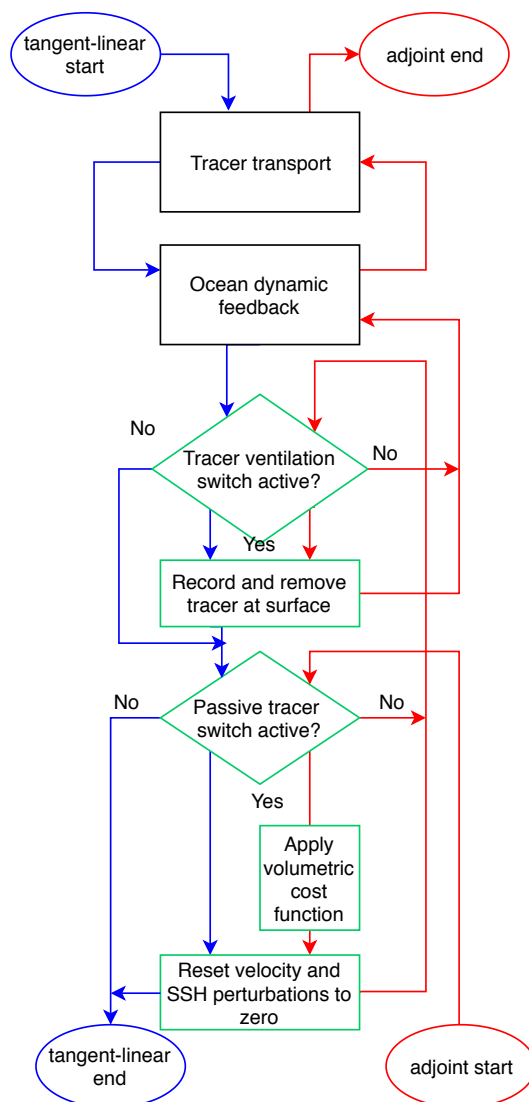 tangent-linear
start
adjoint end
Tracer transport
Ocean dynamic
feedback
No
Tracer ventilation
switch active?
No
Yes
Record and remove
tracer at surface
No
Passive tracer
switch active?
No
Yes
Apply
volumetric
cost
function
Reset velocity and
SSH perturbations to
zero
tangent-linear
end
adjoint start